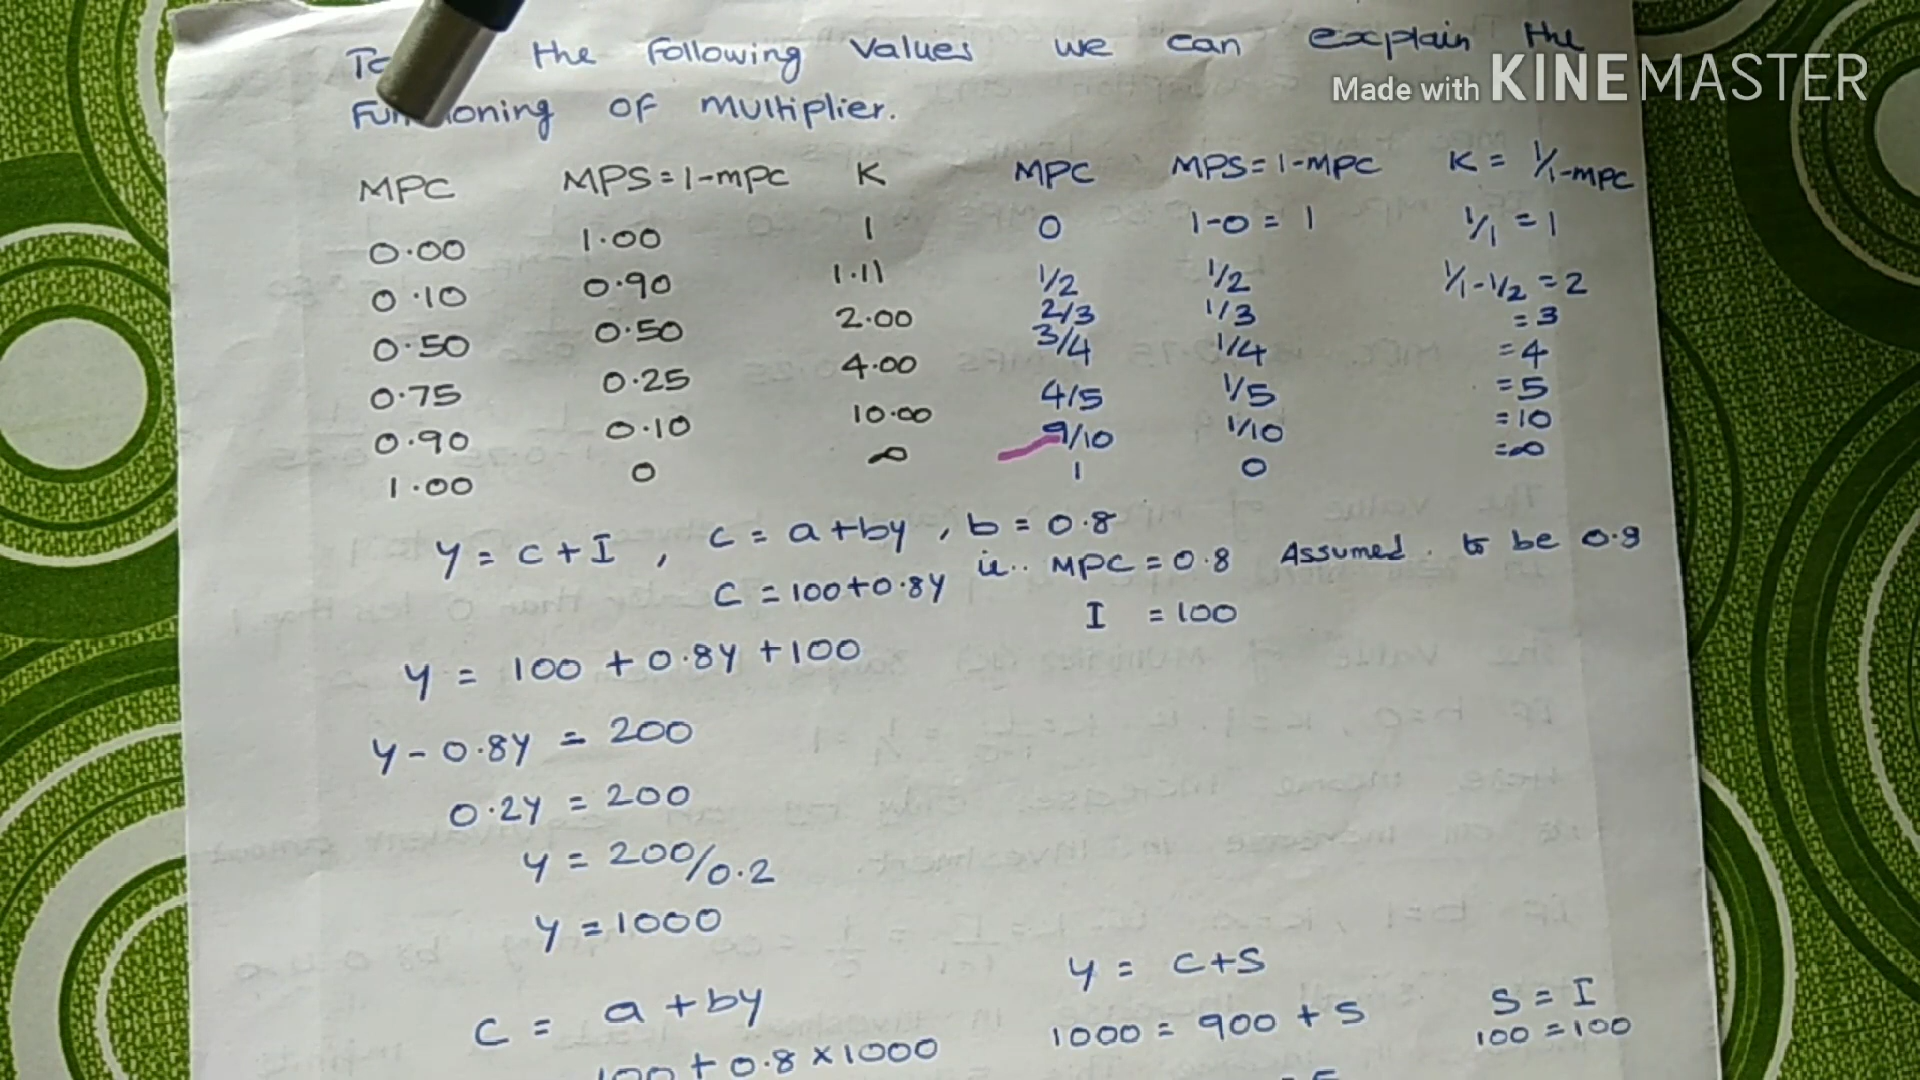 the Following Values we can explain the
Made with KINEMASTER
OF Multiplier.
MPC MPS = 1-MPC K MPC MPS = 1-MPC K = 1/1-MPC
0.00 1.00 1 0 1-0 = 1 1/1 = 1
0.10 0.90 1.11 1/2 1/2 1/1-1/2 = 2
0.50 0.50 2.00 2/3 1/3 = 3
0.75 0.25 4.00 3/4 1/4 = 4
0.90 0.10 10.00 4/5 1/5 = 5
1.00 0 ∞ 9/10 1/10 = 10
1 0 = ∞
Y = C + I , C = a + by , b = 0.8
C = 100 + 0.8Y ie.. MPC = 0.8 Assumed . to be 0.9
I = 100
Y = 100 + 0.8Y + 100
Y - 0.8Y = 200
0.2Y = 200
Y = 200/0.2
Y = 1000
Y = C + S
C = a + by S = I
1000 = 900 + S 100 = 100
100 + 0.8 x 1000